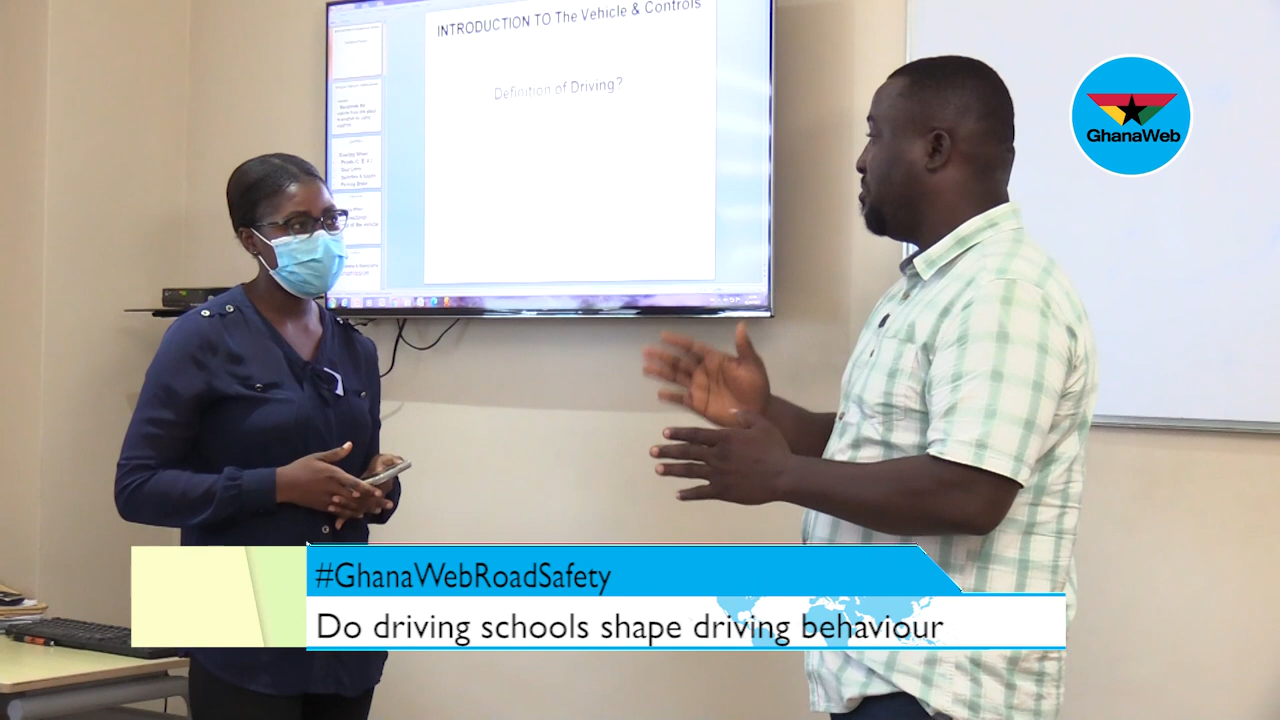 INTRODUCTION TO The Vehicle & Controls
Definition of Driving?
GhanaWeb
#GhanaWebRoadSafety
Do driving schools shape driving behaviour